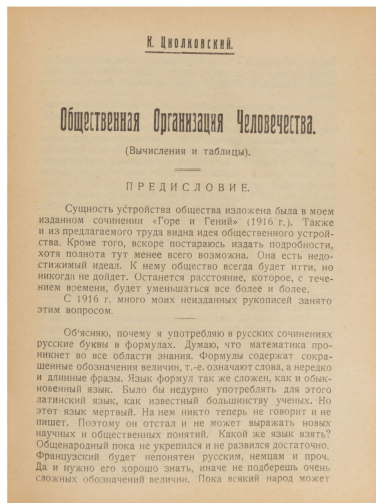 К. Циолковский.
Общественная Организация Человечества.
(Вычисления и таблицы).
ПРЕДИСЛОВИЕ.
Сущность устройства общества изложена была в моем
изданном сочинении «Горе и Гений» (1916 г.). Также
и из предлагаемого труда видна идея общественного устрой-
ства. Кроме того, вскоре постараюсь издать подробности,
хотя полнота тут менее всего возможна. Она есть недо-
стижимый идеал. К нему общество всегда будет итти, но
никогда не дойдет. Останется расстояние, которое, с тече-
нием времени, будет уменьшаться все более и более.
С 1916 г. много моих неизданных рукописей занято
этим вопросом.
Об'ясняю, почему я употребляю в русских сочинениях
русские буквы в формулах. Думаю, что математика про-
никнет во все области знания. Формулы содержат сокра-
щенные обозначения величин, т.-е. означают слова, а нередко
и длинные фразы. Язык формул так же сложен, как и обык-
новенный язык. Было бы недурно употреблять для этого
латинский язык, как известный большинству ученых. Но
этот язык мертвый. На нем никто теперь не говорит и не
пишет. Поэтому он отстал и не может выражать новых
научных и общественных понятий. Какой же язык взять?
Общенародный пока не укрепился и не развился достаточно.
Французский будет непонятен русским, немцам и проч.
Да и нужно его хорошо знать, иначе не подберешь очень
сложных обозначений величин. Пока всякий народ может